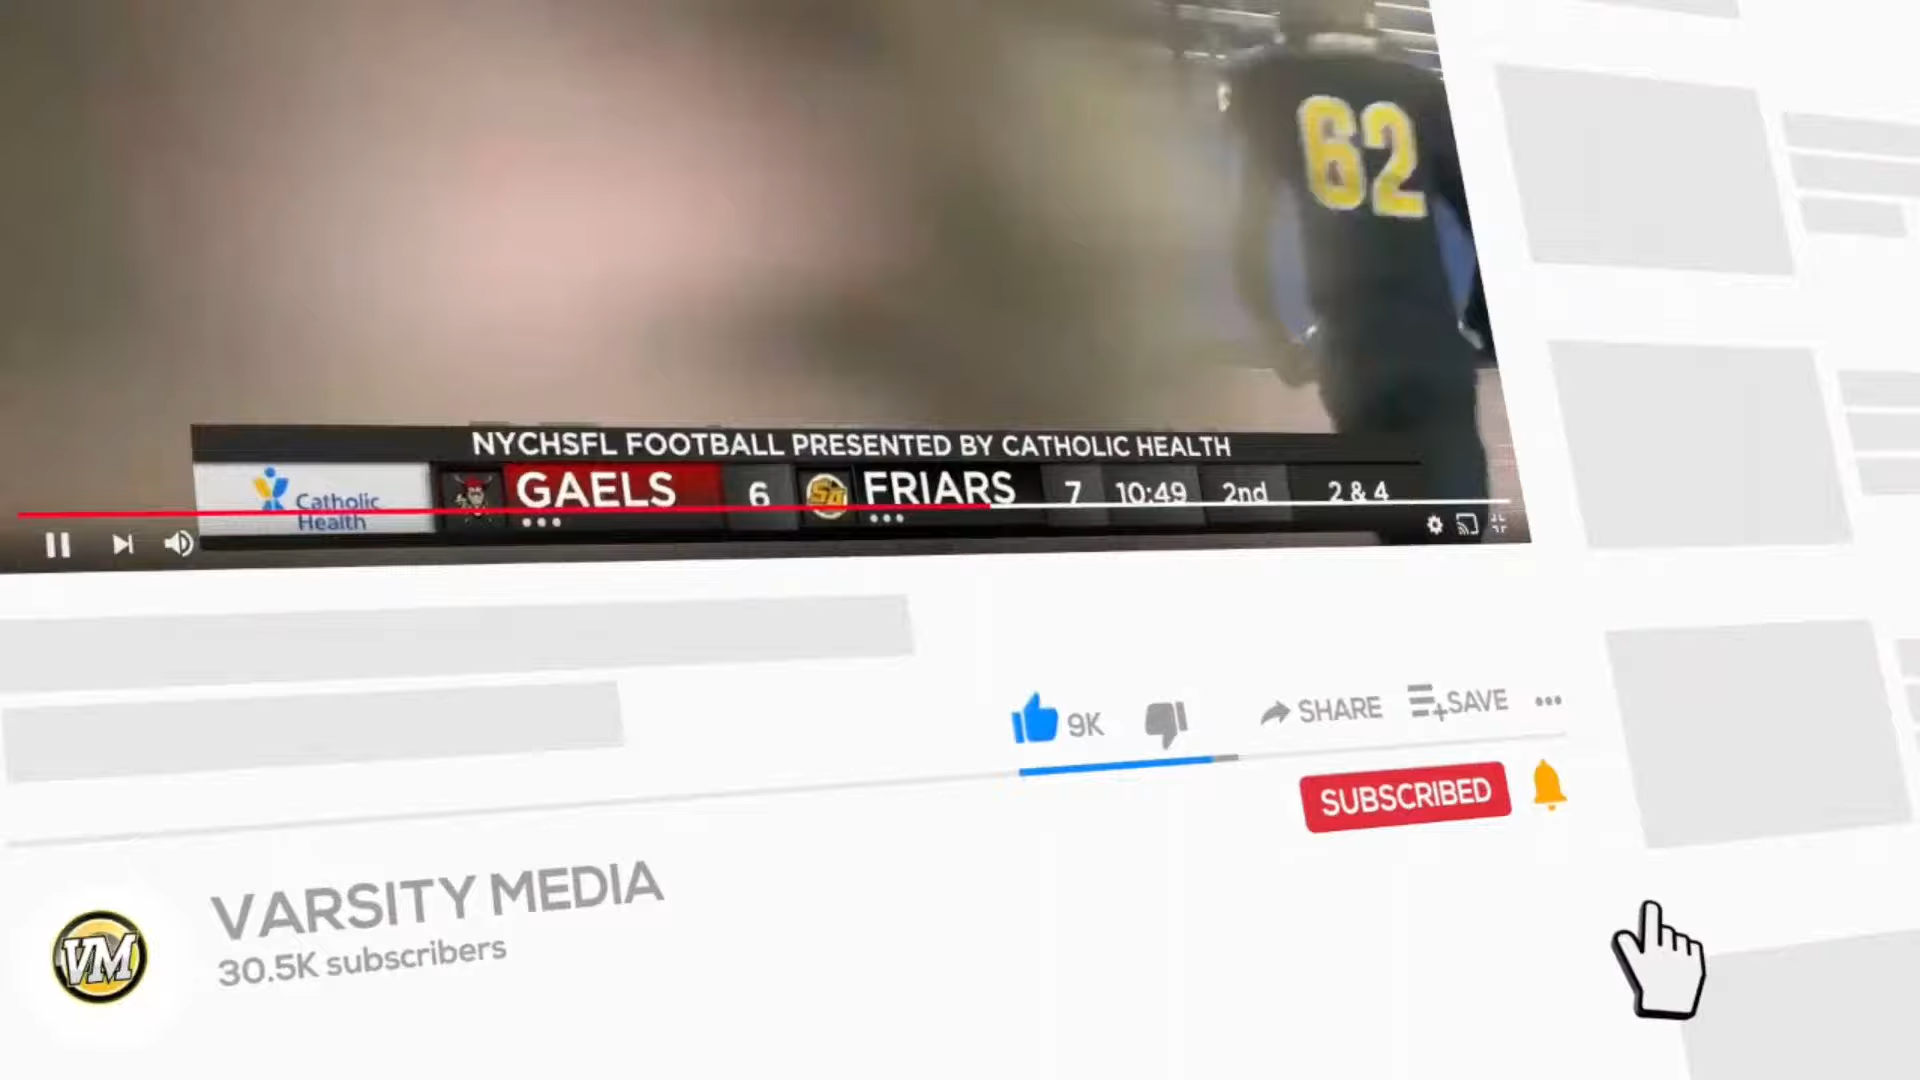 62
NYCHSFL FOOTBALL PRESENTED BY CATHOLIC HEALTH
Catholic Health
GAELS 6 SA FRIARS 7 10:49 2nd 2 & 4
9K SHARE SAVE
SUBSCRIBED
VM
VARSITY MEDIA
30.5K subscribers